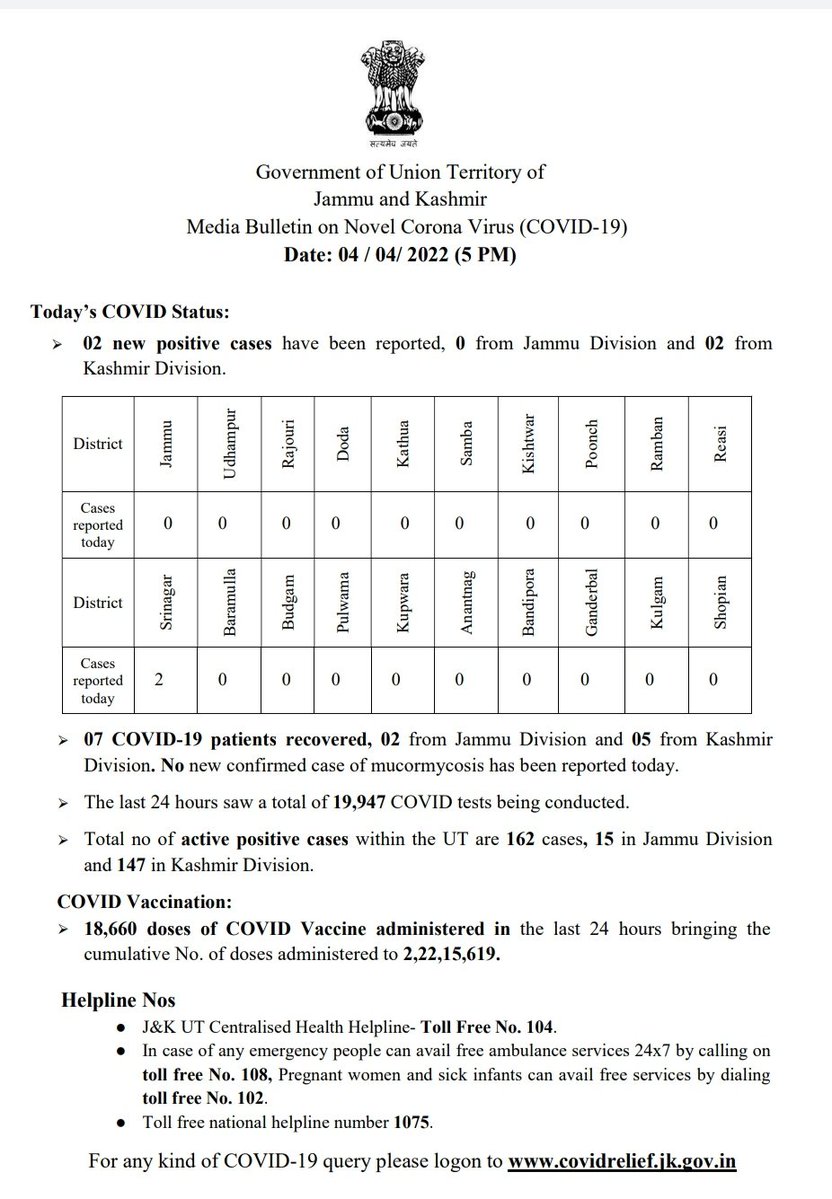 सत्यमेव जयते
Government of Union Territory of
Jammu and Kashmir
Media Bulletin on Novel Corona Virus (COVID-19)
Date: 04 / 04/ 2022 (5 PM)
Today’s COVID Status:
➢ 02 new positive cases have been reported, 0 from Jammu Division and 02 from
Kashmir Division.
District Jammu Udhampur Rajouri Doda Kathua Samba Kishtwar Poonch Ramban Reasi
Cases
reported
today
0 0 0 0 0 0 0 0 0 0
District Srinagar Baramulla Budgam Pulwama Kupwara Anantnag Bandipora Ganderbal Kulgam Shopian
Cases
reported
today
2 0 0 0 0 0 0 0 0 0
➢ 07 COVID-19 patients recovered, 02 from Jammu Division and 05 from Kashmir
Division. No new confirmed case of mucormycosis has been reported today.
➢ The last 24 hours saw a total of 19,947 COVID tests being conducted.
➢ Total no of active positive cases within the UT are 162 cases, 15 in Jammu Division
and 147 in Kashmir Division.
COVID Vaccination:
➢ 18,660 doses of COVID Vaccine administered in the last 24 hours bringing the
cumulative No. of doses administered to 2,22,15,619.
Helpline Nos
● J&K UT Centralised Health Helpline- Toll Free No. 104.
● In case of any emergency people can avail free ambulance services 24x7 by calling on
toll free No. 108, Pregnant women and sick infants can avail free services by dialing
toll free No. 102.
● Toll free national helpline number 1075.
For any kind of COVID-19 query please logon to www.covidrelief.jk.gov.in